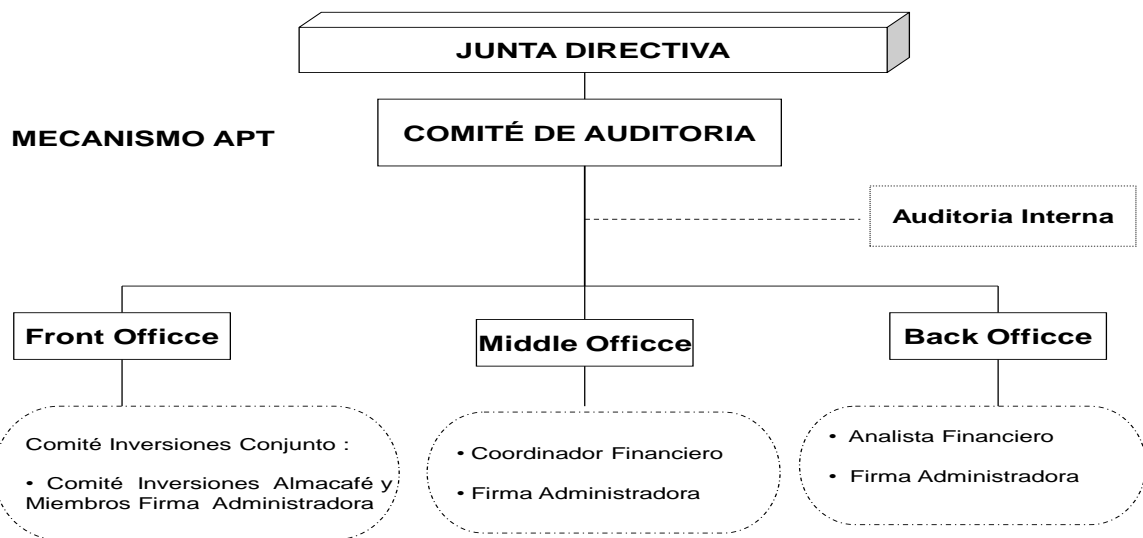 JUNTA DIRECTIVA
MECANISMO APT
COMITÉ DE AUDITORIA
Auditoria Interna
Front Officce
Middle Officce
Back Officce
Comité Inversiones Conjunto :
• Comité Inversiones Almacafé y
Miembros Firma Administradora
• Coordinador Financiero
• Firma Administradora
• Analista Financiero
• Firma Administradora